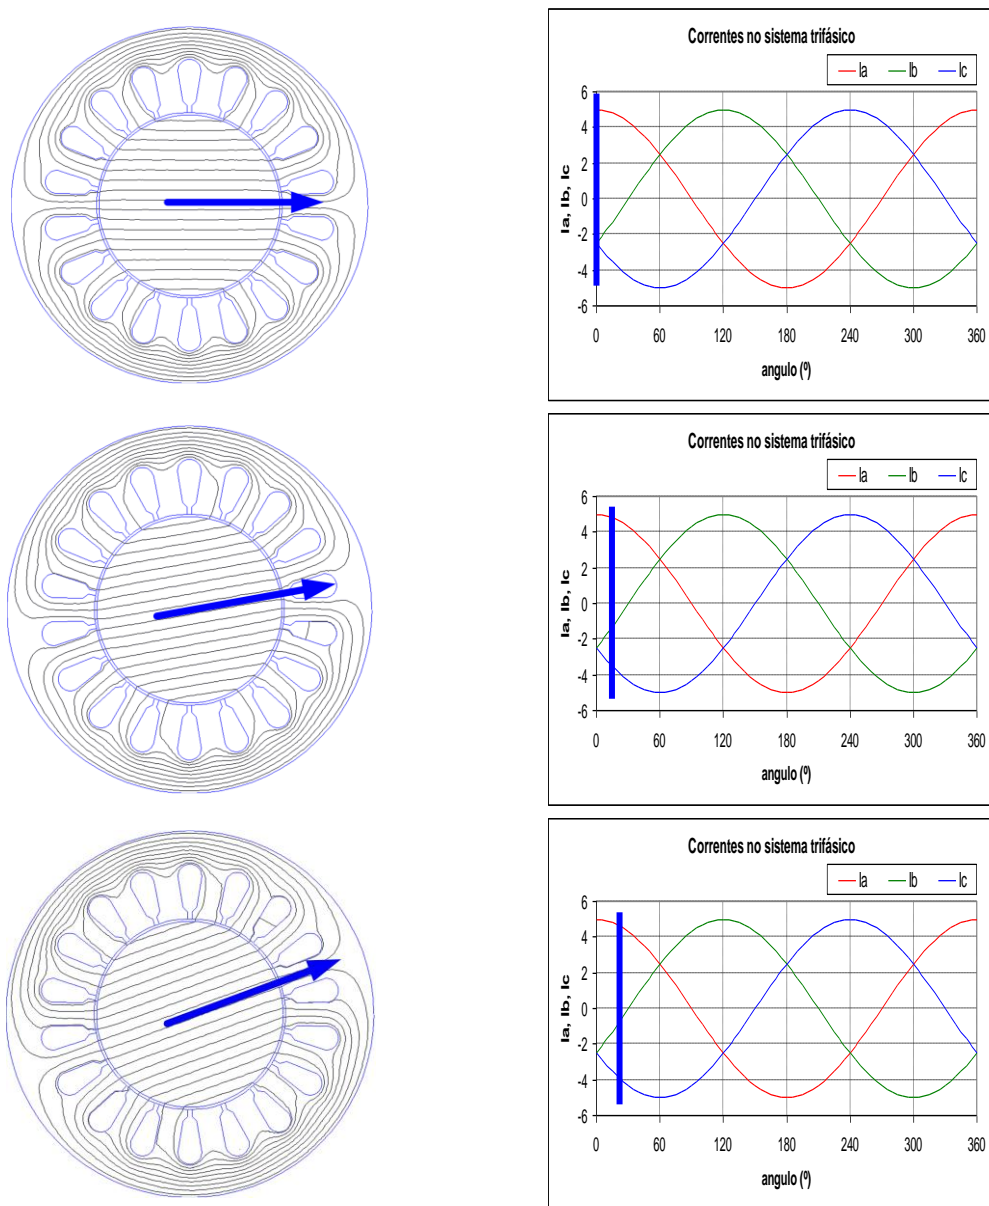 Correntes no sistema trifásico
Ia Ib Ic
6
4
2
0
-2
-4
-6
Ia, Ib, Ic
0 60 120 180 240 300 360
angulo (º)
Correntes no sistema trifásico
Ia Ib Ic
6
4
2
0
-2
-4
-6
Ia, Ib, Ic
0 60 120 180 240 300 360
angulo (º)
Correntes no sistema trifásico
Ia Ib Ic
6
4
2
0
-2
-4
-6
Ia, Ib, Ic
0 60 120 180 240 300 360
angulo (º)